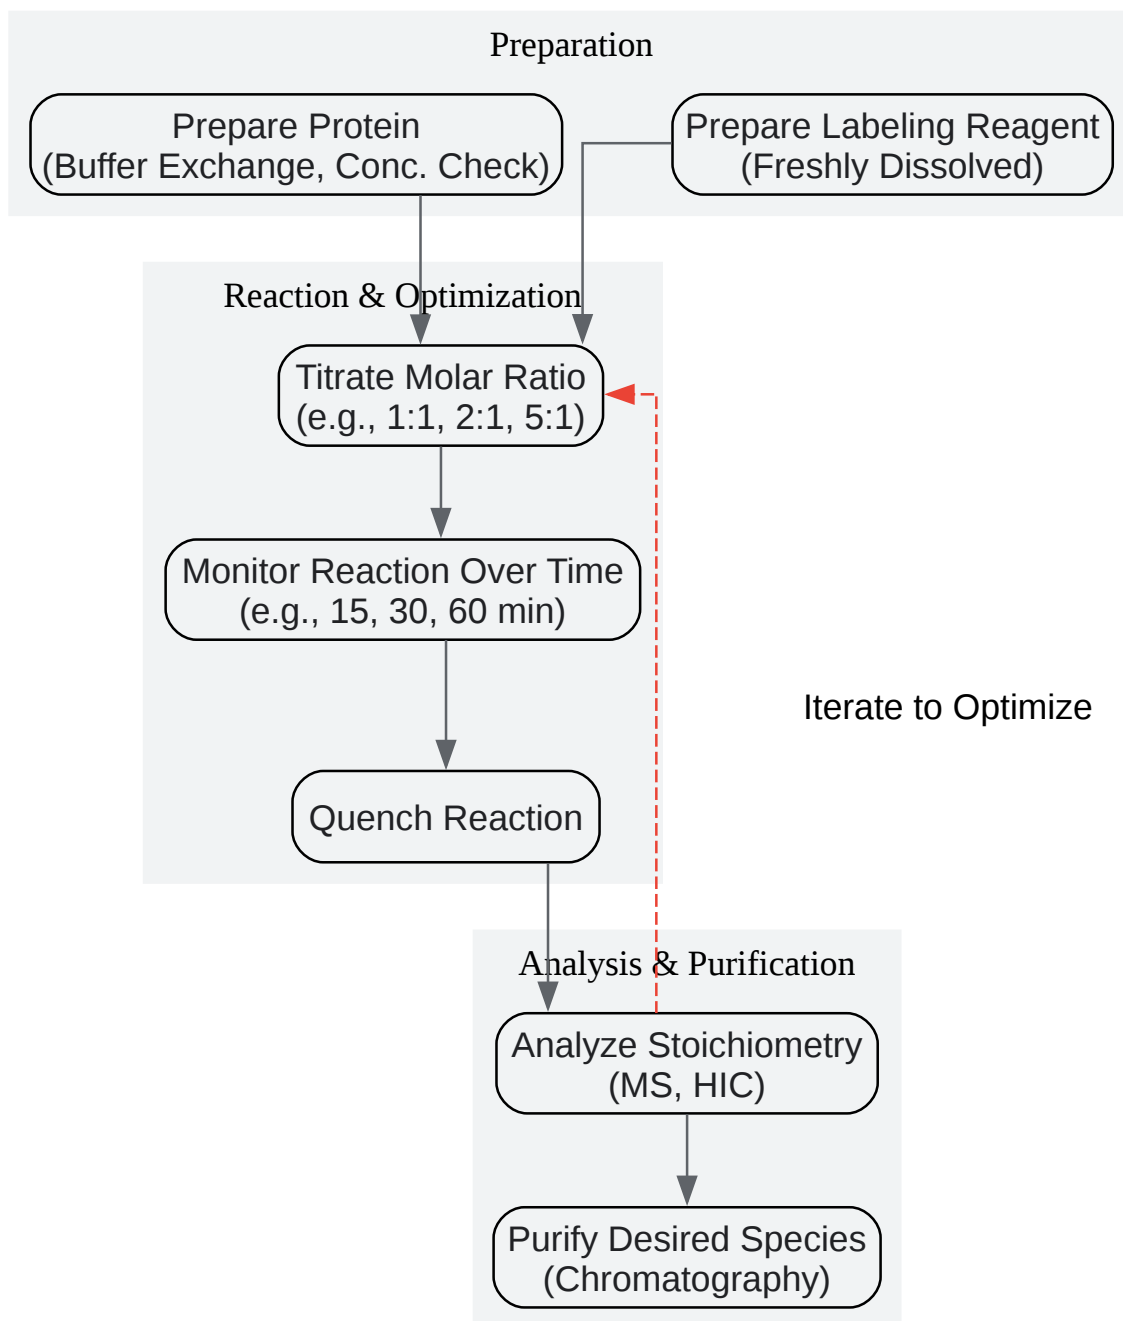 Preparation
Prepare Protein
(Buffer Exchange, Conc. Check)
Prepare Labeling Reagent
(Freshly Dissolved)
Reaction & Optimization
Titrate Molar Ratio
(e.g., 1:1, 2:1, 5:1)
Monitor Reaction Over Time
(e.g., 15, 30, 60 min)
Iterate to Optimize
Quench Reaction
Analysis & Purification
Analyze Stoichiometry
(MS, HIC)
Purify Desired Species
(Chromatography)